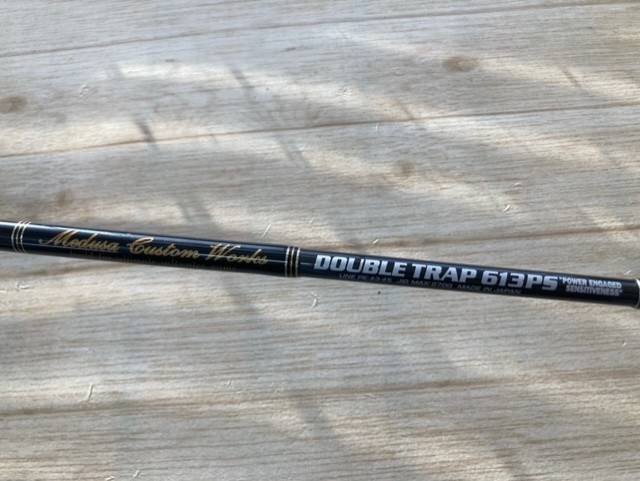 Medusa Custom Works
DOUBLE TRAP 613PS "POWER ENGAGED
SENSITIVENESS"
MADE IN JAPAN